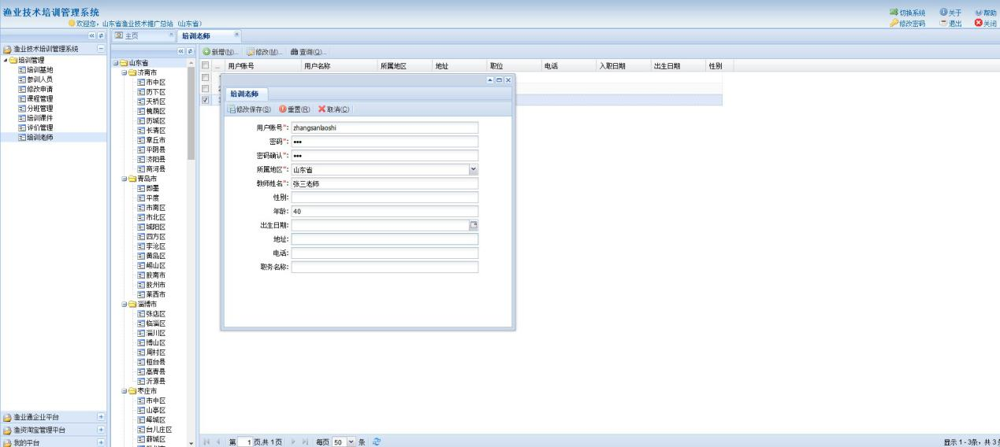 渔业技术培训管理系统
欢迎您，山东省渔业技术推广总站（山东省）
切换系统 关于 帮助
修改密码 退出 关闭
主页 培训老师
渔业技术培训管理系统
培训管理
培训基地
参训人员
修改申请
课程管理
分班管理
培训课件
评价管理
培训老师
渔业通企业平台
渔资淘宝管理平台
我的平台
山东省
济南市
市中区
历下区
天桥区
槐荫区
历城区
长清区
章丘市
平阴县
济阳县
商河县
青岛市
即墨
平度
市南区
市北区
城阳区
四方区
李沧区
黄岛区
崂山区
胶南市
胶州市
莱西市
淄博市
张店区
临淄区
淄川区
博山区
周村区
桓台县
高青县
沂源县
枣庄市
市中区
山亭区
峄城区
台儿庄区
薛城区
新增(N)... 修改(M)... 查询(Q)...
... 用户账号 用户名称 所属地区 地址 职位 电话 入职日期 出生日期 性别
培训老师
修改保存(S) 重置(R) 取消(C)
用户账号*: zhangsanlaoshi
密码*: •••
密码确认*: •••
所属地区*: 山东省
教师姓名*: 张三老师
性别:
年龄: 40
出生日期:
地址:
电话:
职务名称:
第 1 页,共 1 页 每页 50 条
显示 1 - 3条，共 3